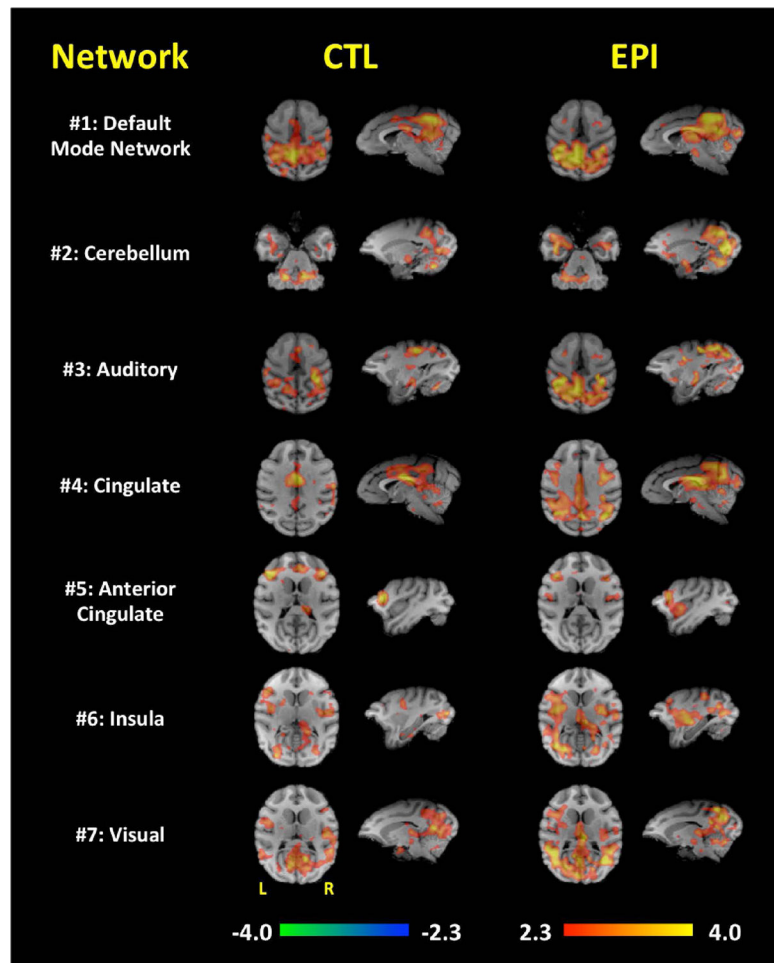 Network CTL EPI
#1: Default
Mode Network
#2: Cerebellum
#3: Auditory
#4: Cingulate
#5: Anterior
Cingulate
#6: Insula
#7: Visual
L R
-4.0 -2.3 2.3 4.0